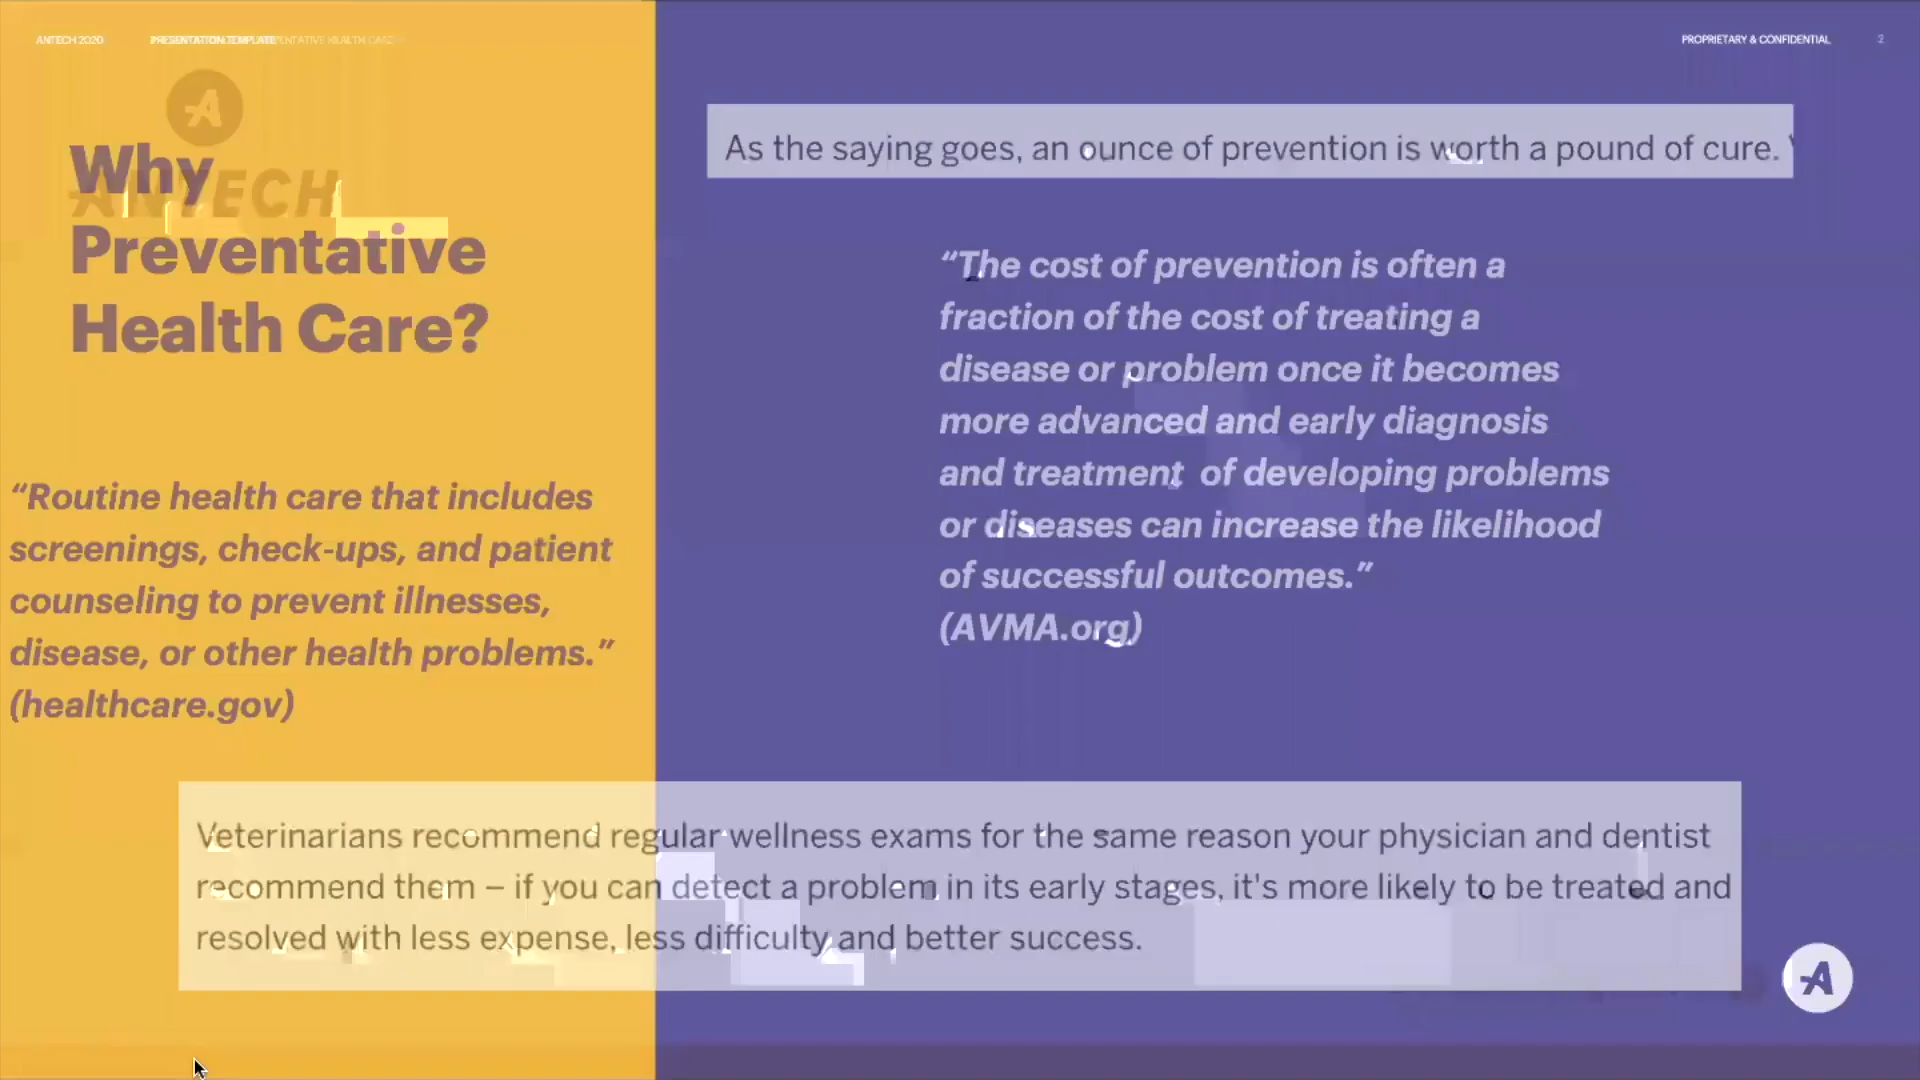 ANTECH 2020
PRESENTATION TEMPLATE
PROPRIETARY & CONFIDENTIAL
2
ANTECH
Why
Preventative
Health Care?
“Routine health care that includes
screenings, check-ups, and patient
counseling to prevent illnesses,
disease, or other health problems.”
(healthcare.gov)
As the saying goes, an ounce of prevention is worth a pound of cure.
“The cost of prevention is often a
fraction of the cost of treating a
disease or problem once it becomes
more advanced and early diagnosis
and treatment of developing problems
or diseases can increase the likelihood
of successful outcomes.”
(AVMA.org)
Veterinarians recommend regular wellness exams for the same reason your physician and dentist
recommend them – if you can detect a problem in its early stages, it's more likely to be treated and
resolved with less expense, less difficulty and better success.